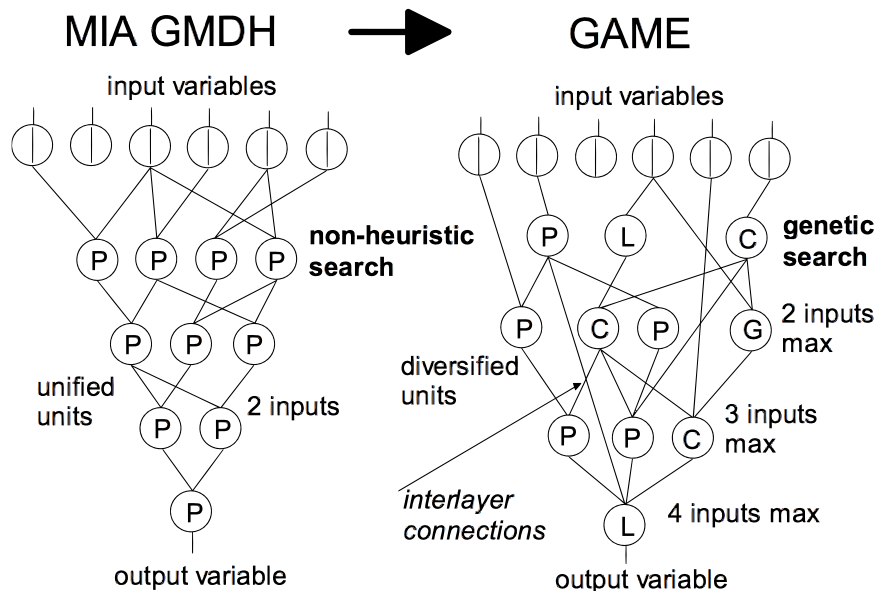 MIA GMDH
GAME
input variables
input variables
P
P
P
P
non-heuristic
search
P
L
C
genetic
search
P
P
P
P
C
P
G
2 inputs
max
unified
units
2 inputs
diversified
units
P
P
P
P
C
3 inputs
max
interlayer
connections
P
L
4 inputs max
output variable
output variable